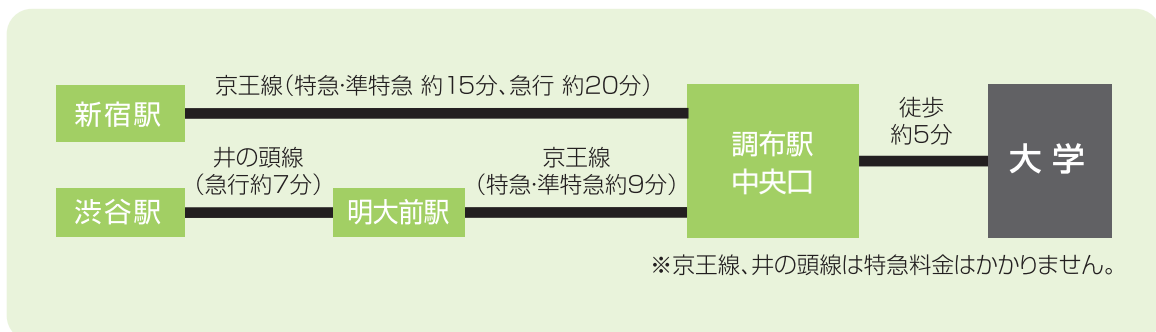 京王線(特急・準特急 約15分、急行 約20分)
新宿駅
井の頭線
(急行約7分)
京王線
(特急・準特急約9分)
渋谷駅
明大前駅
調布駅
中央口
徒歩
約5分
大学
※京王線、井の頭線は特急料金はかかりません。